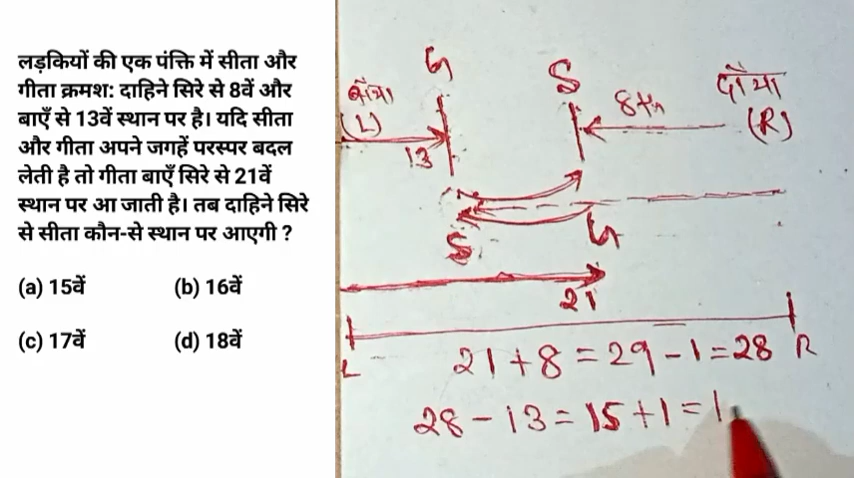 लड़कियों की एक पंक्ति में सीता और
गीता क्रमश: दाहिने सिरे से 8वें और
बाएँ से 13वें स्थान पर है। यदि सीता
और गीता अपने जगहें परस्पर बदल
लेती है तो गीता बाएँ सिरे से 21वें
स्थान पर आ जाती है। तब दाहिने सिरे
से सीता कौन-से स्थान पर आएगी ?
(a) 15वें (b) 16वें
(c) 17वें (d) 18वें
G S
बाँया 8th दाँया
(L) (R)
13
S G
21
L R
21 + 8 = 29 - 1 = 28
28 - 13 = 15 + 1 = 1